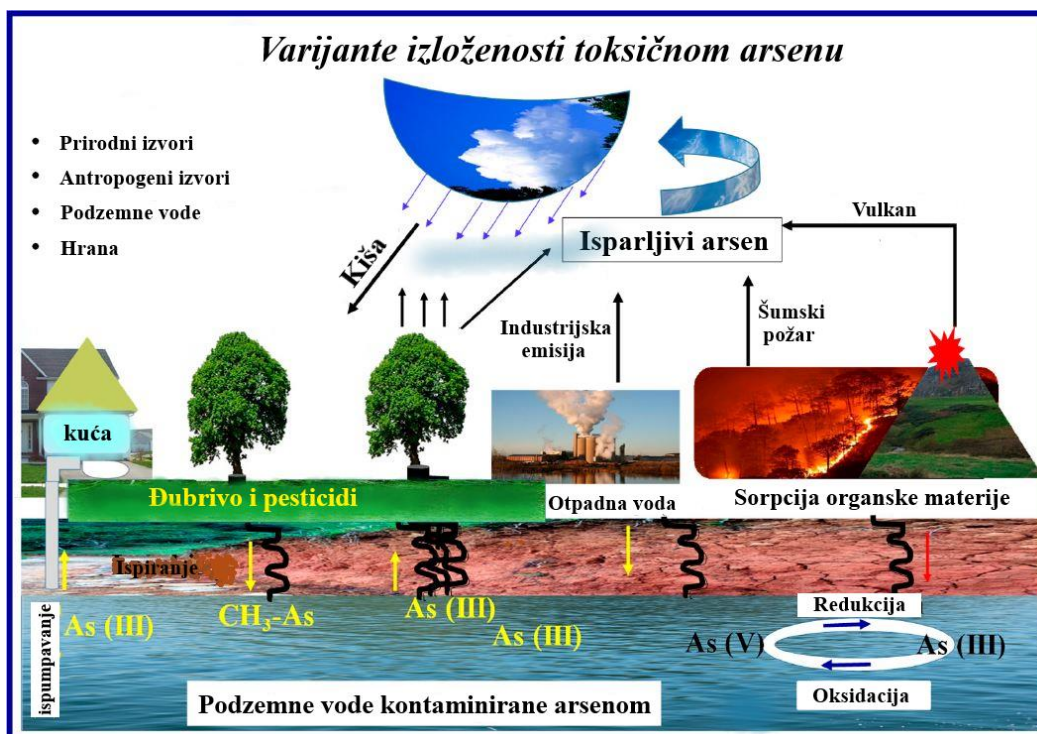 Varijante izloženosti toksičnom arsenu
• Prirodni izvori
• Antropogeni izvori
• Podzemne vode
• Hrana
Kiša
Isparljivi arsen
Vulkan
Industrijska
emisija
Šumski
požar
kuća
Đubrivo i pesticidi
Otpadna voda
Sorpcija organske materije
Ispiranje
ispumpavanje
As (III)
CH₃-As
As (III)
As (III)
Redukcija
As (V)
As (III)
Oksidacija
Podzemne vode kontaminirane arsenom